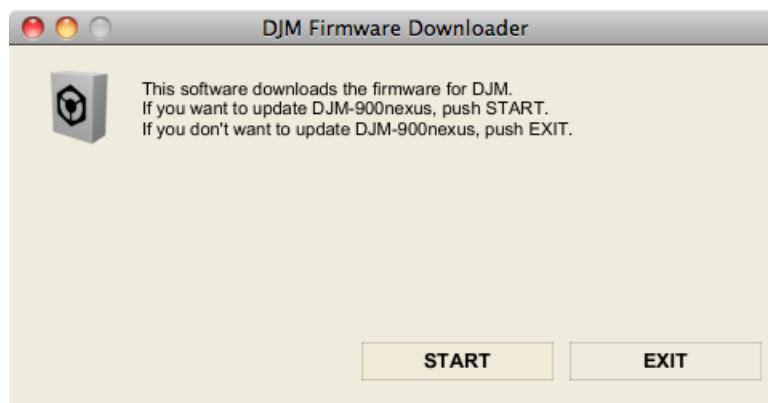 DJM Firmware Downloader
This software downloads the firmware for DJM.
If you want to update DJM-900nexus, push START.
If you don't want to update DJM-900nexus, push EXIT.
START EXIT